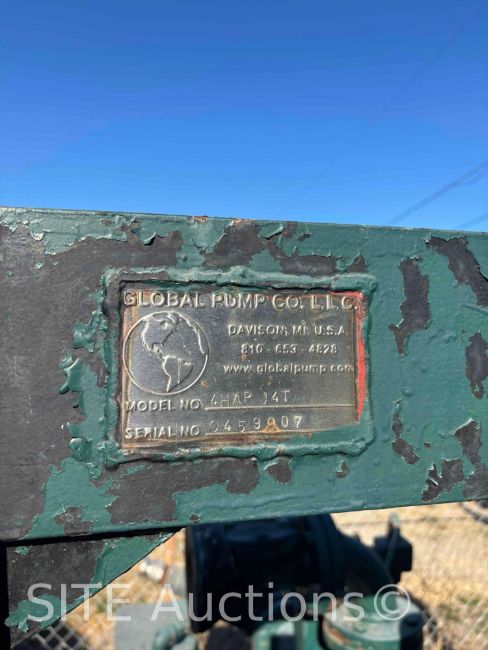 GLOBAL PUMP CO. L.L.C.
DAVISON, MI. U.S.A.
810 - 653 - 4828
www.globalpump.com
MODEL NO. 4HAP J4T
SERIAL NO. 0459907
SITE Auctions ©